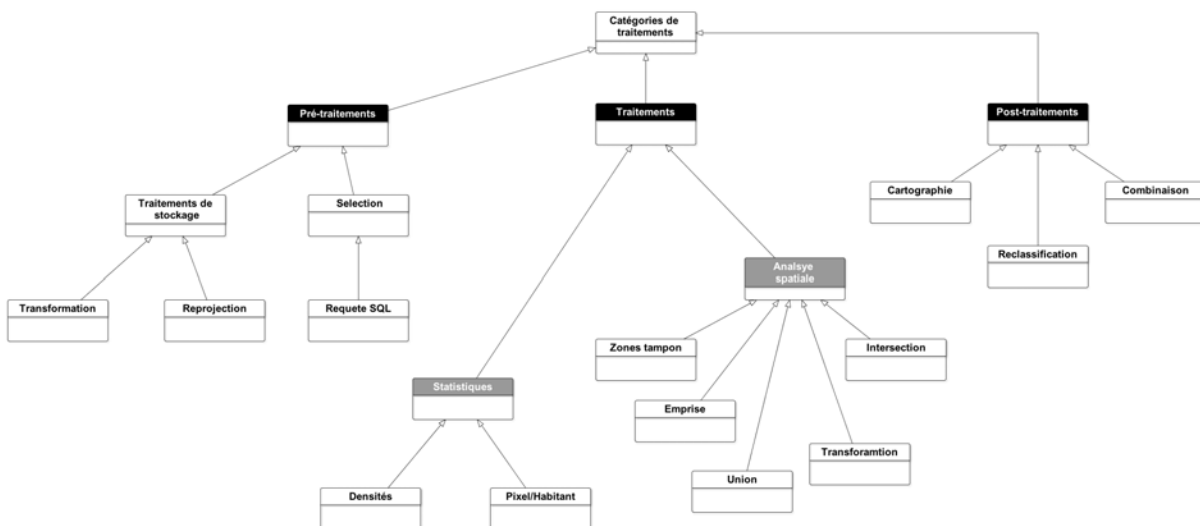 Catégories de
traitements
Pré-traitements
Traitements
Post-traitements
Traitements de
stockage
Selection
Cartographie
Combinaison
Reclassification
Analsye
spatiale
Transformation
Reprojection
Requete SQL
Zones tampon
Intersection
Statistiques
Emprise
Transforamtion
Union
Densités
Pixel/Habitant